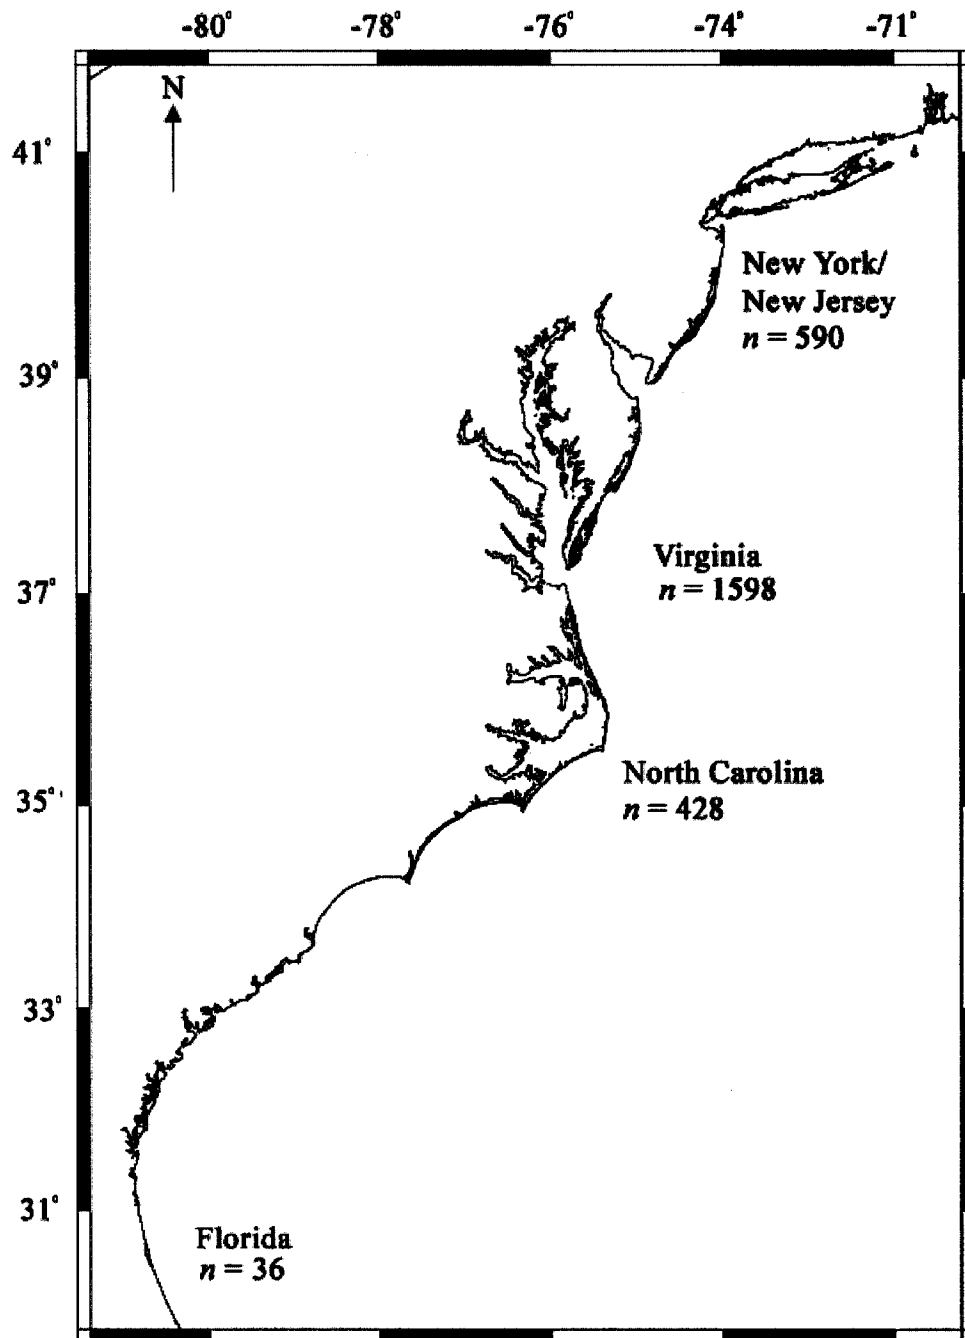 -80° -78° -76° -74° -71°
N
41°
New York/
New Jersey
n = 590
39°
Virginia
n = 1598
37°
North Carolina
n = 428
35°
33°
31°
Florida
n = 36